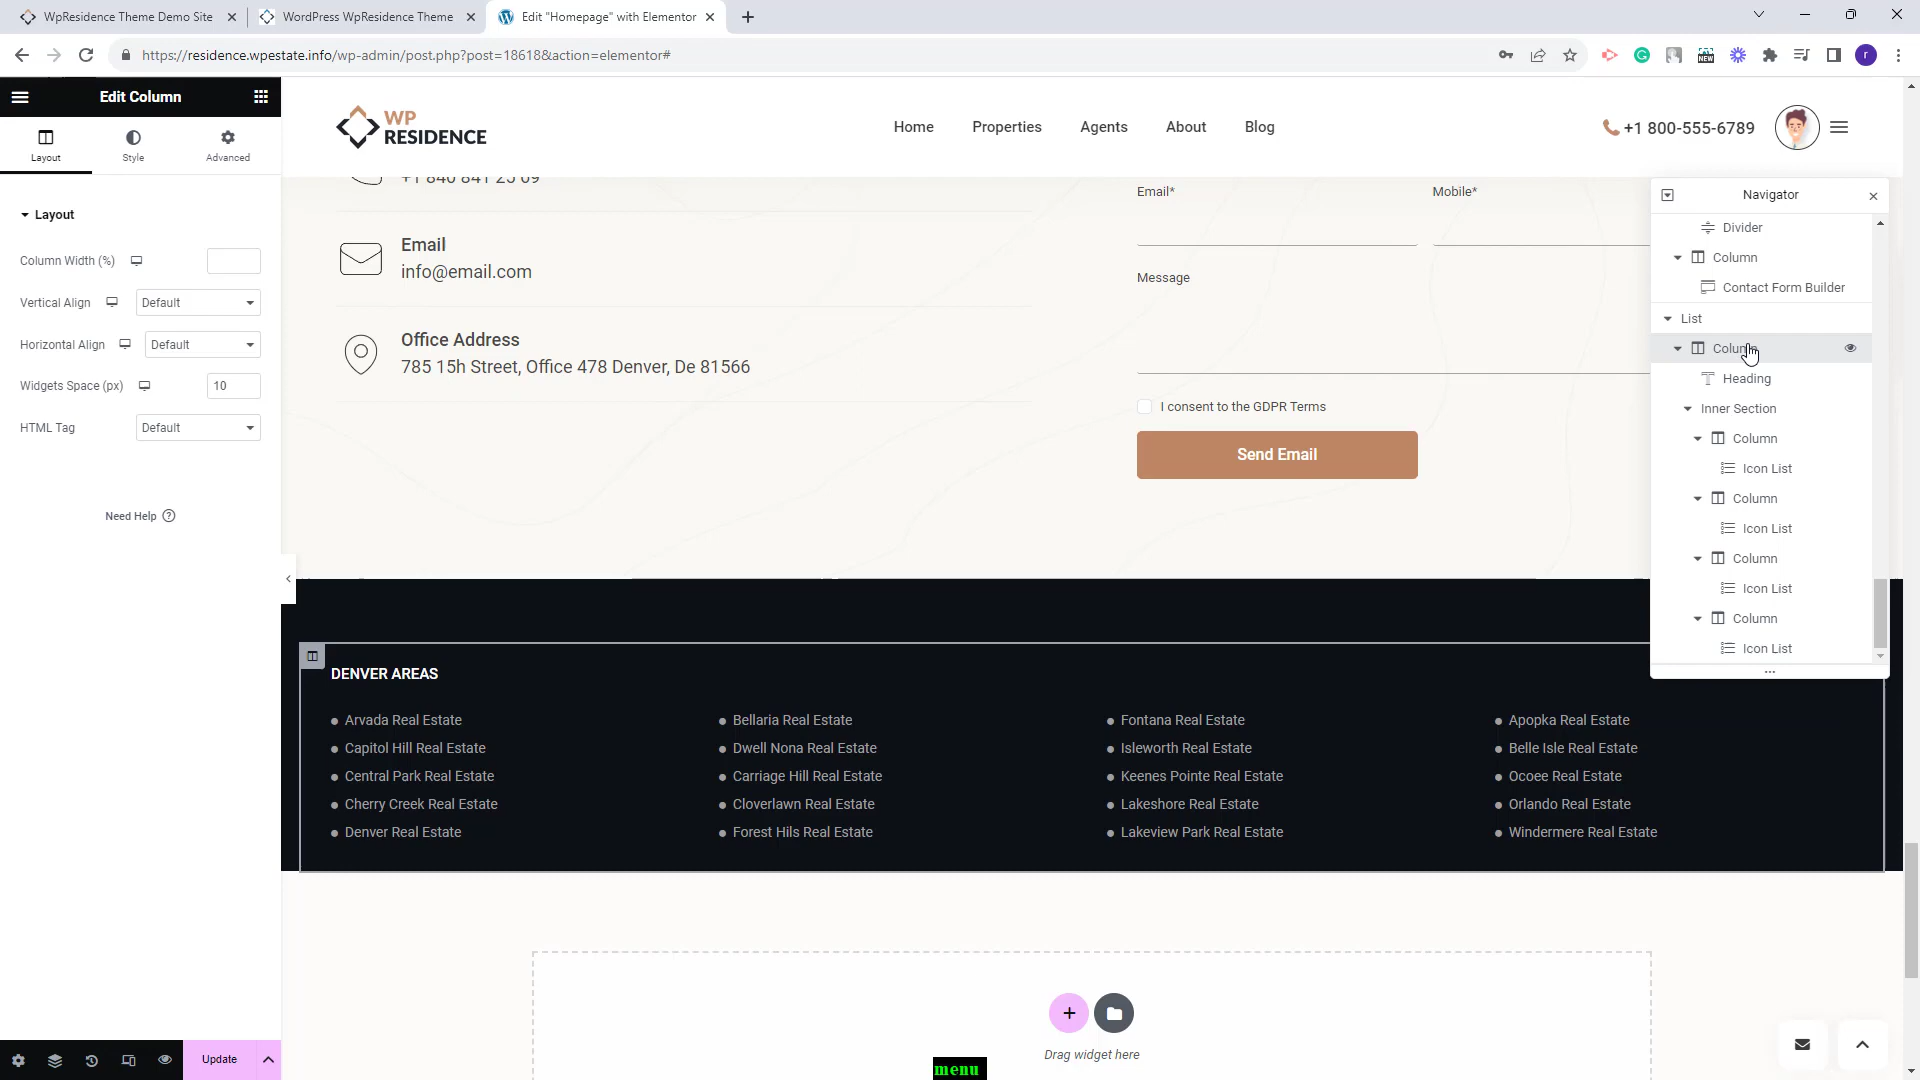 WpResidence Theme Demo Site
WordPress WpResidence Theme
Edit "Homepage" with Elementor
https://residence.wpestate.info/wp-admin/post.php?post=18618&action=elementor#
NEW
r
Edit Column
Layout
Style
Advanced
Layout
Column Width (%)
Vertical Align
Default
Horizontal Align
Default
Widgets Space (px)
10
HTML Tag
Default
Need Help
Update
WP
RESIDENCE
Home
Properties
Agents
About
Blog
+1 800-555-6789
+1 840 841 25 69
Email
info@email.com
Office Address
785 15h Street, Office 478 Denver, De 81566
Email*
Mobile*
Message
I consent to the GDPR Terms
Send Email
Navigator
Divider
Column
Contact Form Builder
List
Column
Heading
Inner Section
Column
Icon List
Column
Icon List
Column
Icon List
Column
Icon List
DENVER AREAS
Arvada Real Estate
Capitol Hill Real Estate
Central Park Real Estate
Cherry Creek Real Estate
Denver Real Estate
Bellaria Real Estate
Dwell Nona Real Estate
Carriage Hill Real Estate
Cloverlawn Real Estate
Forest Hils Real Estate
Fontana Real Estate
Isleworth Real Estate
Keenes Pointe Real Estate
Lakeshore Real Estate
Lakeview Park Real Estate
Apopka Real Estate
Belle Isle Real Estate
Ocoee Real Estate
Orlando Real Estate
Windermere Real Estate
Drag widget here
menu